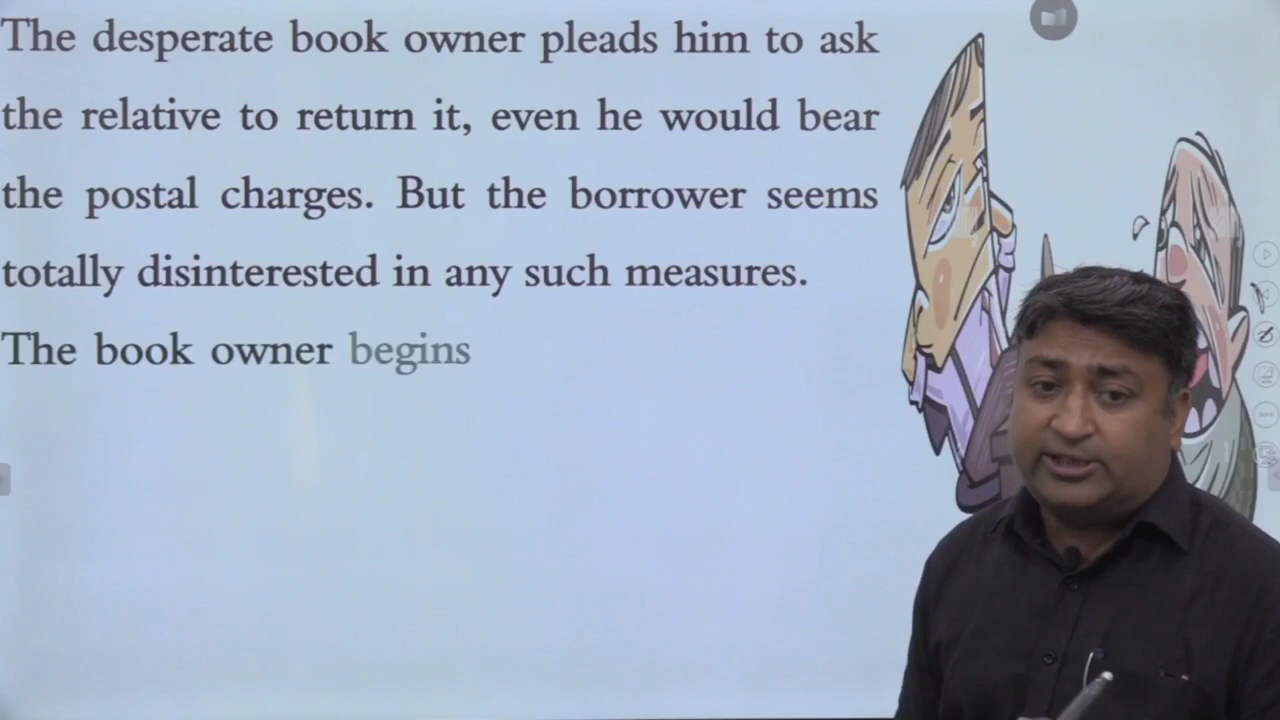 The desperate book owner pleads him to ask
the relative to return it, even he would bear
the postal charges. But the borrower seems
totally disinterested in any such measures.
The book owner begins